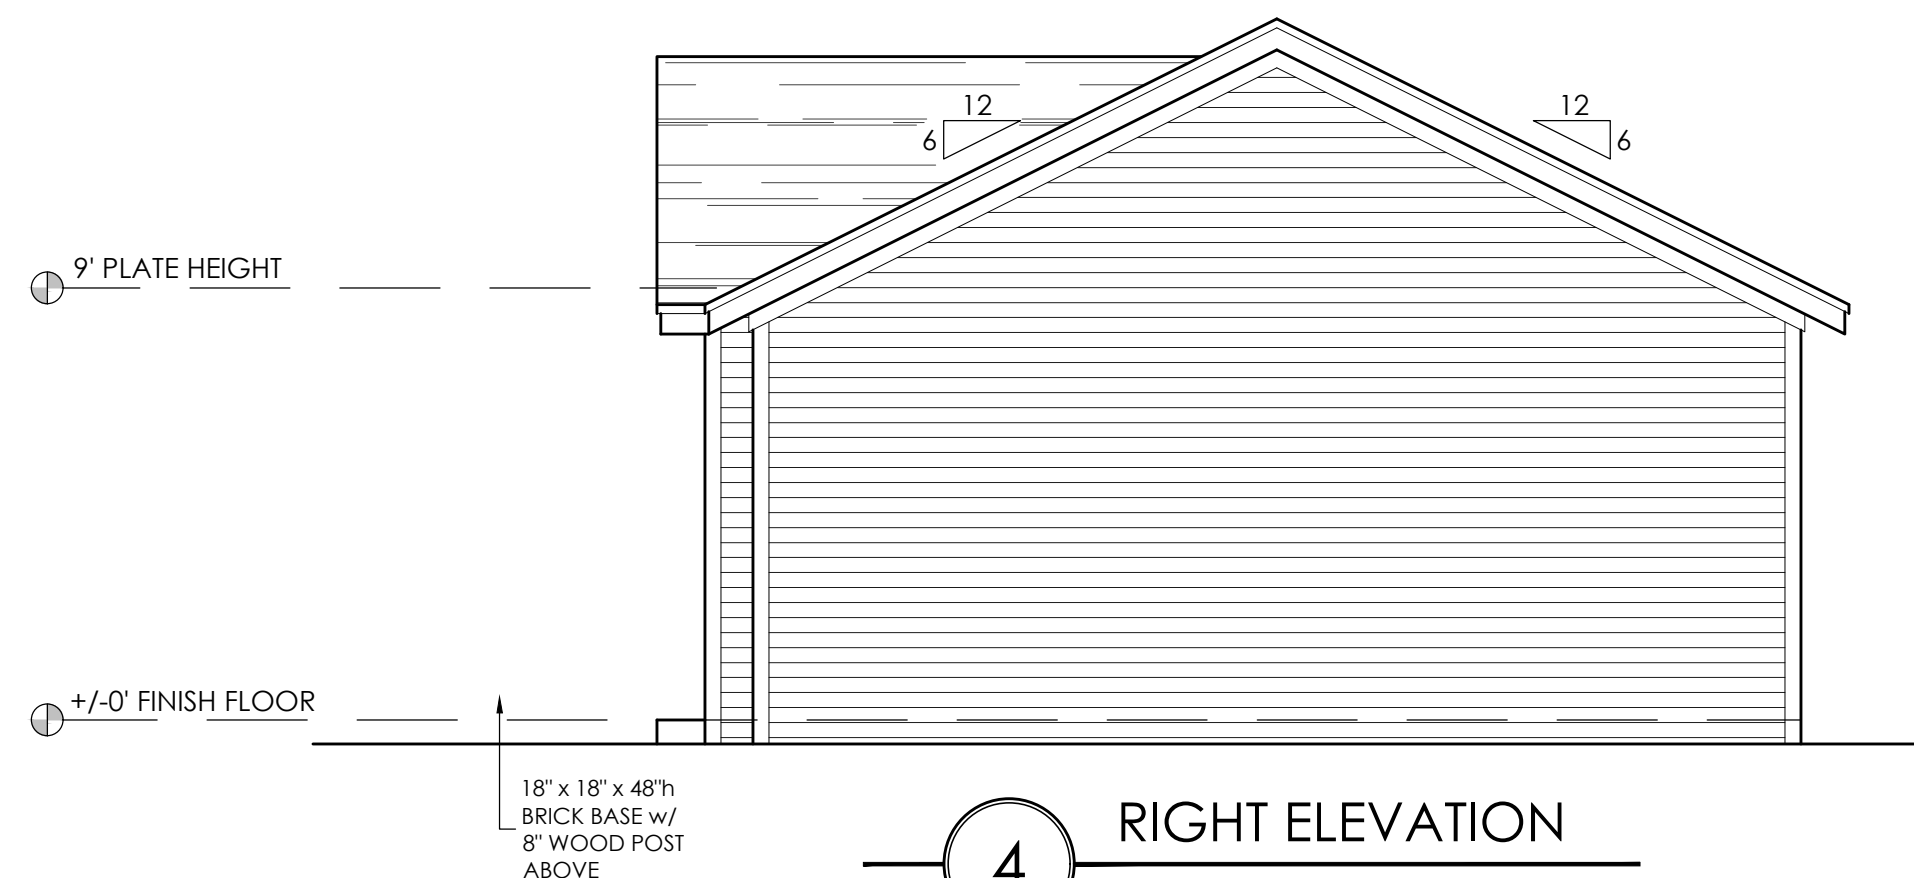 12
6
12
6
9' PLATE HEIGHT
+/-0' FINISH FLOOR
18" x 18" x 48"h
BRICK BASE w/
8" WOOD POST
ABOVE
4
RIGHT ELEVATION